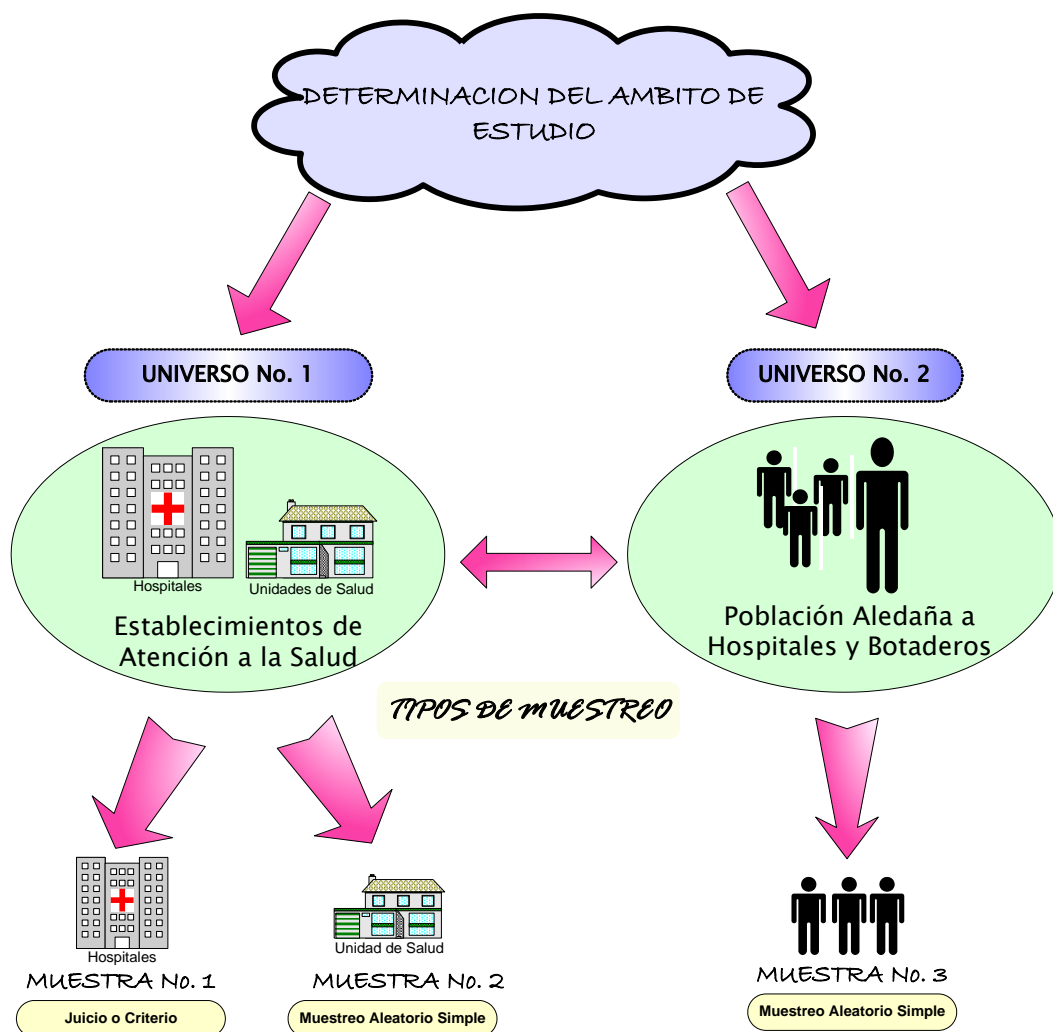 DETERMINACION DEL AMBITO DE
ESTUDIO
UNIVERSO No. 1
UNIVERSO No. 2
Hospitales
Unidades de Salud
Establecimientos de
Atención a la Salud
Población Aledaña a
Hospitales y Botaderos
TIPOS DE MUESTREO
Hospitales
MUESTRA No. 1
Juicio o Criterio
Unidad de Salud
MUESTRA No. 2
Muestreo Aleatorio Simple
MUESTRA No. 3
Muestreo Aleatorio Simple